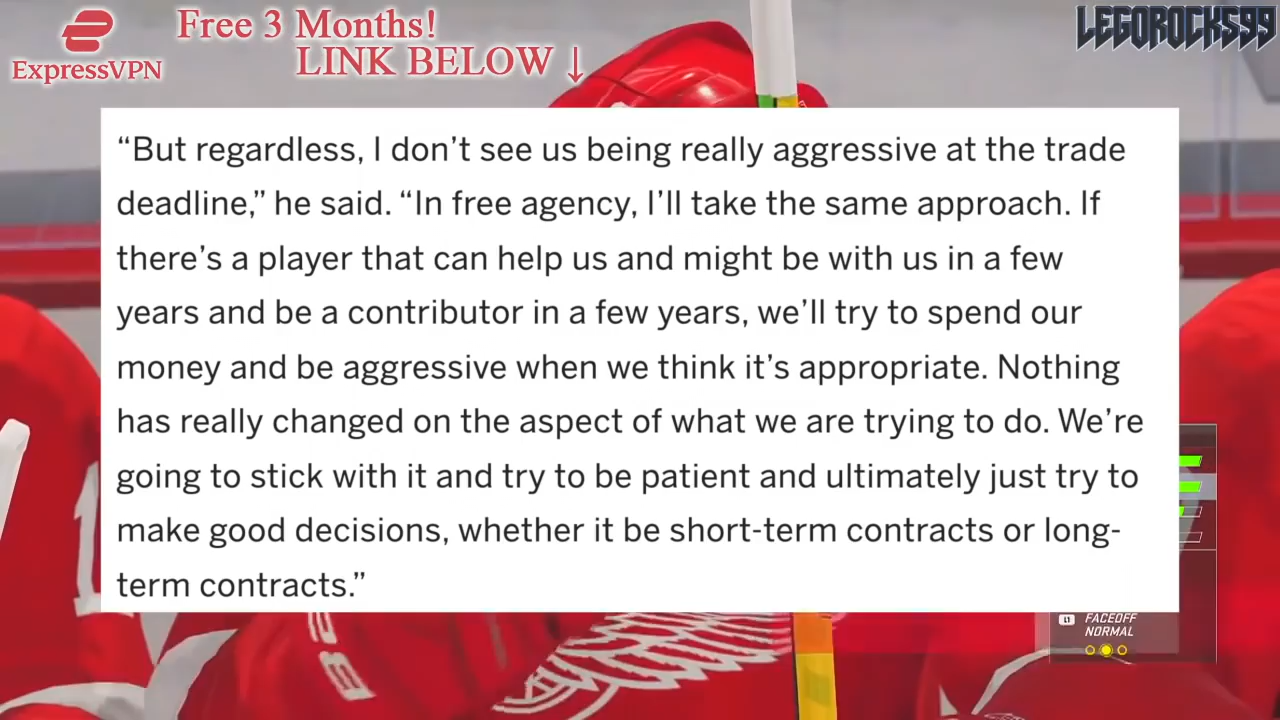 ExpressVPN
Free 3 Months!
LINK BELOW ↓
LEGOROCKS99
“But regardless, I don’t see us being really aggressive at the trade
deadline,” he said. “In free agency, I’ll take the same approach. If
there’s a player that can help us and might be with us in a few
years and be a contributor in a few years, we’ll try to spend our
money and be aggressive when we think it’s appropriate. Nothing
has really changed on the aspect of what we are trying to do. We’re
going to stick with it and try to be patient and ultimately just try to
make good decisions, whether it be short-term contracts or long-
term contracts.”
L1 FACEOFF
NORMAL